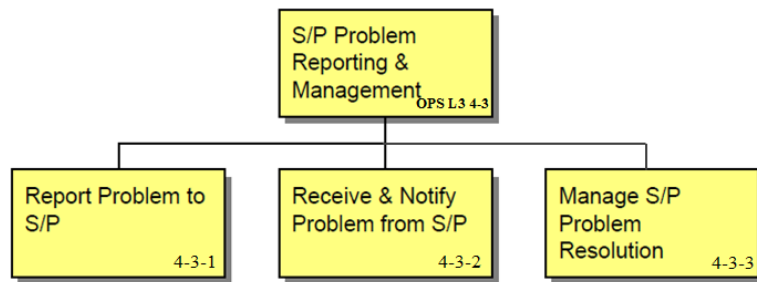 S/P Problem
Reporting &
Management
OPS L3 4-3
Report Problem to
S/P
4-3-1
Receive & Notify
Problem from S/P
4-3-2
Manage S/P
Problem
Resolution
4-3-3